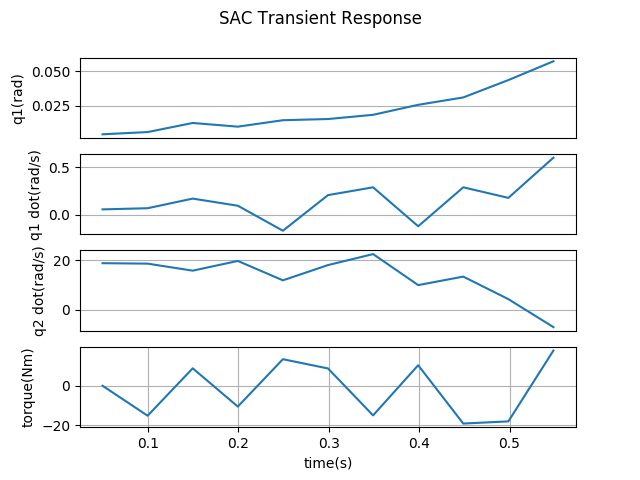 SAC Transient Response
0.050
0.025
q1(rad)
0.5
0.0
q1 dot(rad/s)
20
0
q2 dot(rad/s)
0
−20
torque(Nm)
0.1 0.2 0.3 0.4 0.5
time(s)